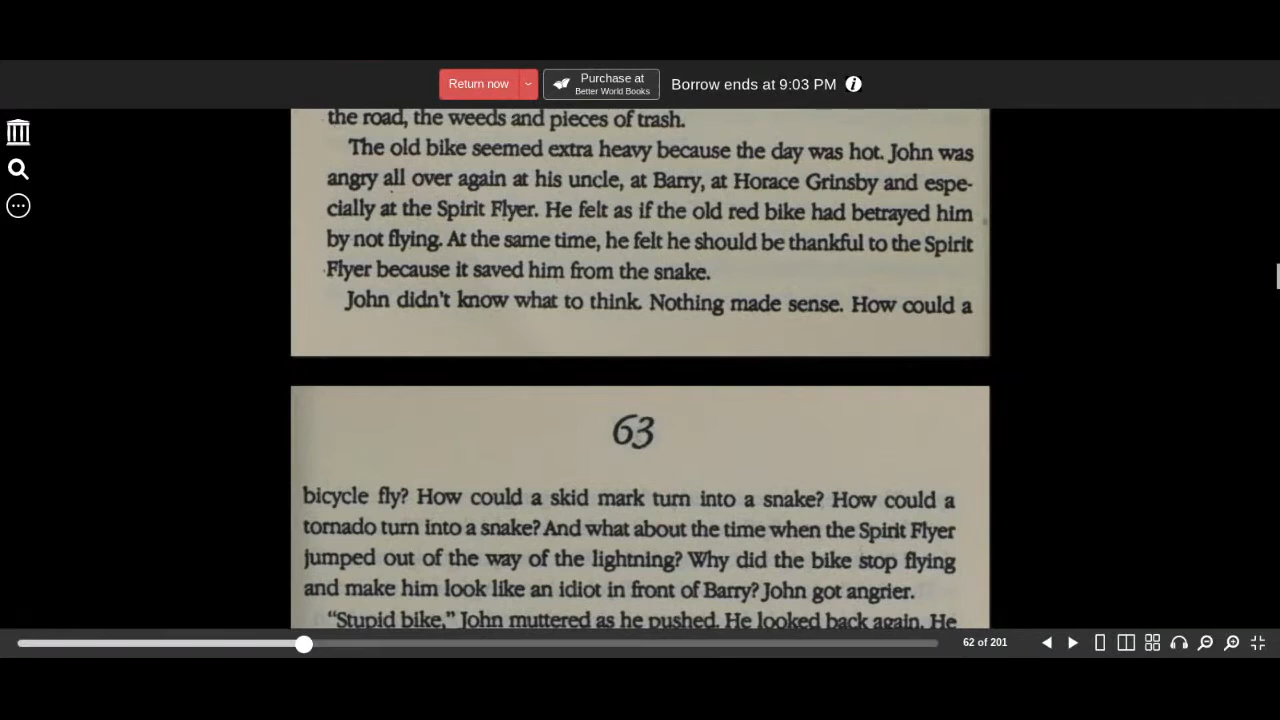 Return now
Purchase at
Better World Books
Borrow ends at 9:03 PM
the road, the weeds and pieces of trash.
The old bike seemed extra heavy because the day was hot. John was
angry all over again at his uncle, at Barry, at Horace Grinsby and espe-
cially at the Spirit Flyer. He felt as if the old red bike had betrayed him
by not flying. At the same time, he felt he should be thankful to the Spirit
Flyer because it saved him from the snake.
John didn't know what to think. Nothing made sense. How could a
63
bicycle fly? How could a skid mark turn into a snake? How could a
tornado turn into a snake? And what about the time when the Spirit Flyer
jumped out of the way of the lightning? Why did the bike stop flying
and make him look like an idiot in front of Barry? John got angrier.
"Stupid bike," John muttered as he pushed. He looked back again. He
62 of 201